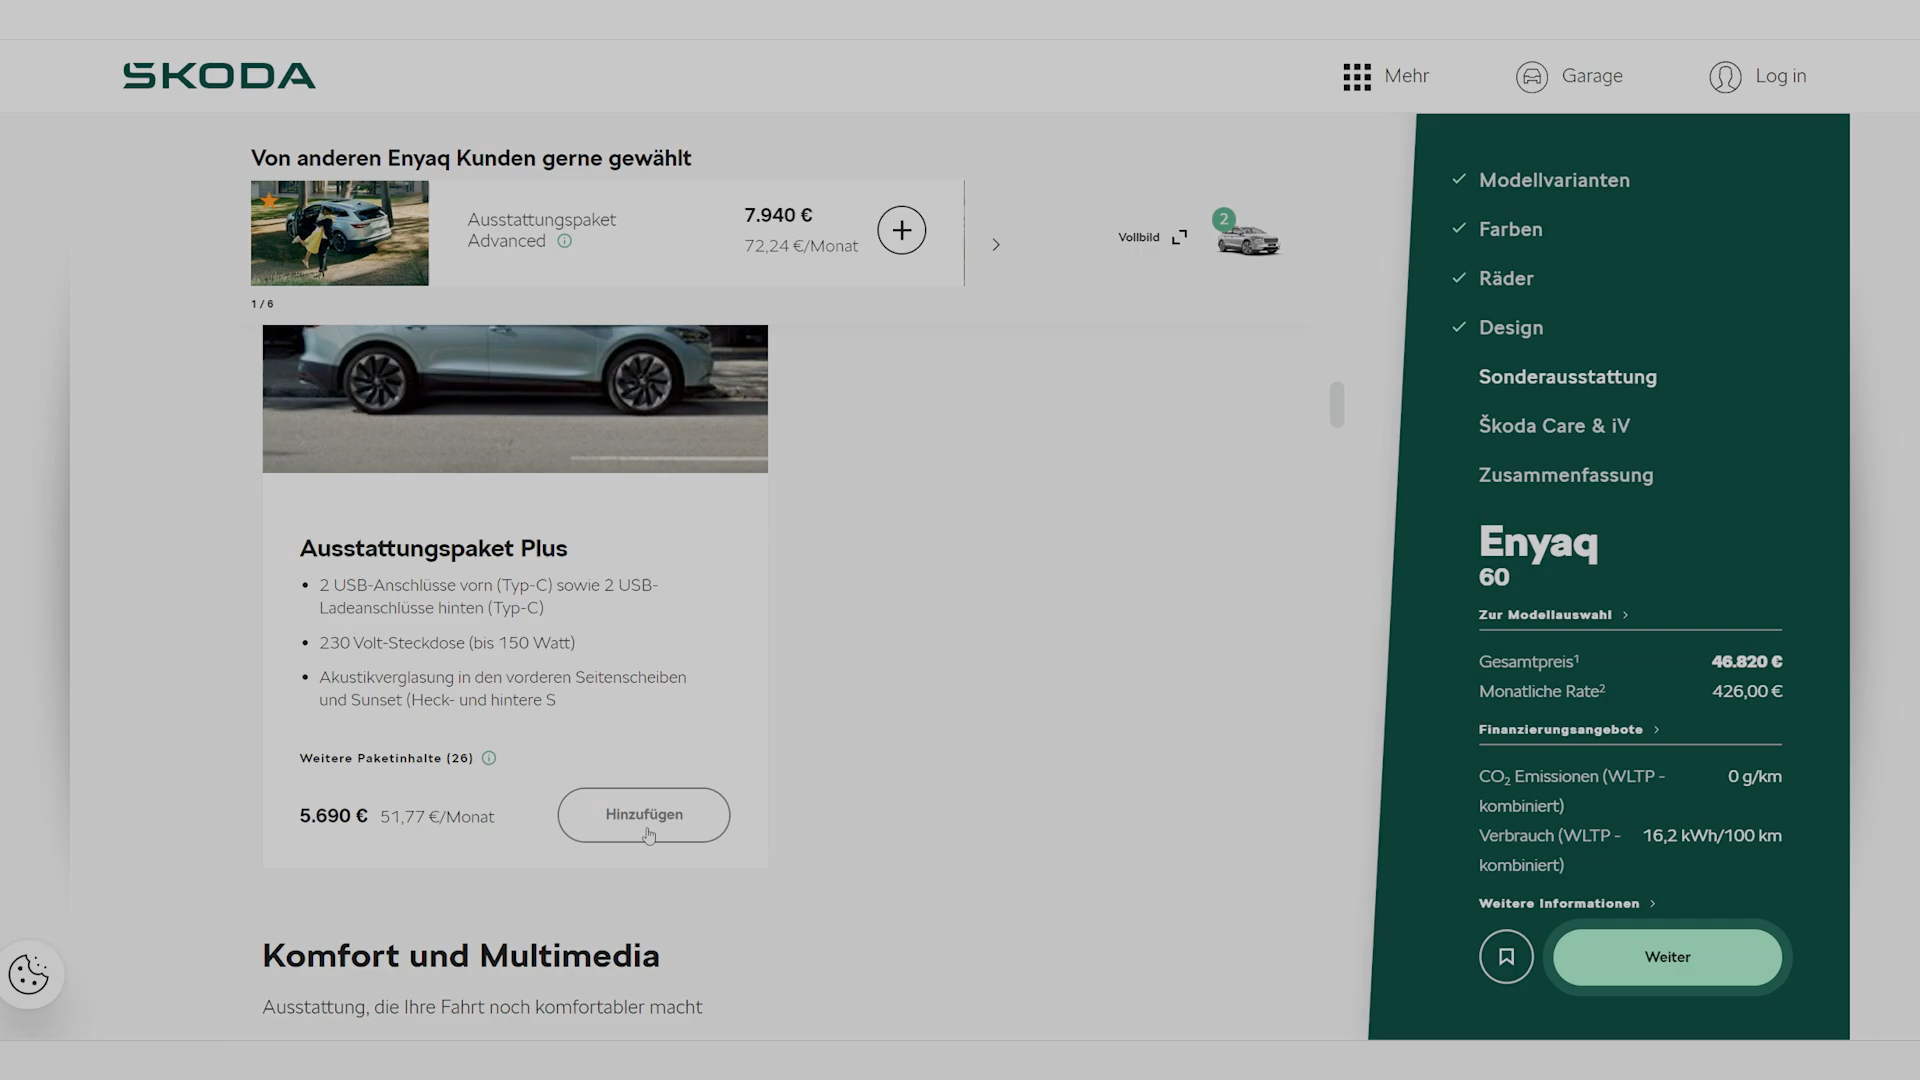 ŠKODA
Mehr
Garage
Log in
Von anderen Enyaq Kunden gerne gewählt
Ausstattungspaket
Advanced
7.940 €
72,24 €/Monat
1 / 6
Vollbild
2
Ausstattungspaket Plus
2 USB-Anschlüsse vorn (Typ-C) sowie 2 USB-
Ladeanschlüsse hinten (Typ-C)
230 Volt-Steckdose (bis 150 Watt)
Akustikverglasung in den vorderen Seitenscheiben
und Sunset (Heck- und hintere S
Weitere Paketinhalte (26)
5.690 € 51,77 €/Monat
Hinzufügen
Komfort und Multimedia
Ausstattung, die Ihre Fahrt noch komfortabler macht
Modellvarianten
Farben
Räder
Design
Sonderausstattung
Škoda Care & iV
Zusammenfassung
Enyaq
60
Zur Modellauswahl
Gesamtpreis¹ 46.820 €
Monatliche Rate² 426,00 €
Finanzierungsangebote
CO₂ Emissionen (WLTP - 0 g/km
kombiniert)
Verbrauch (WLTP - 16,2 kWh/100 km
kombiniert)
Weitere Informationen
Weiter